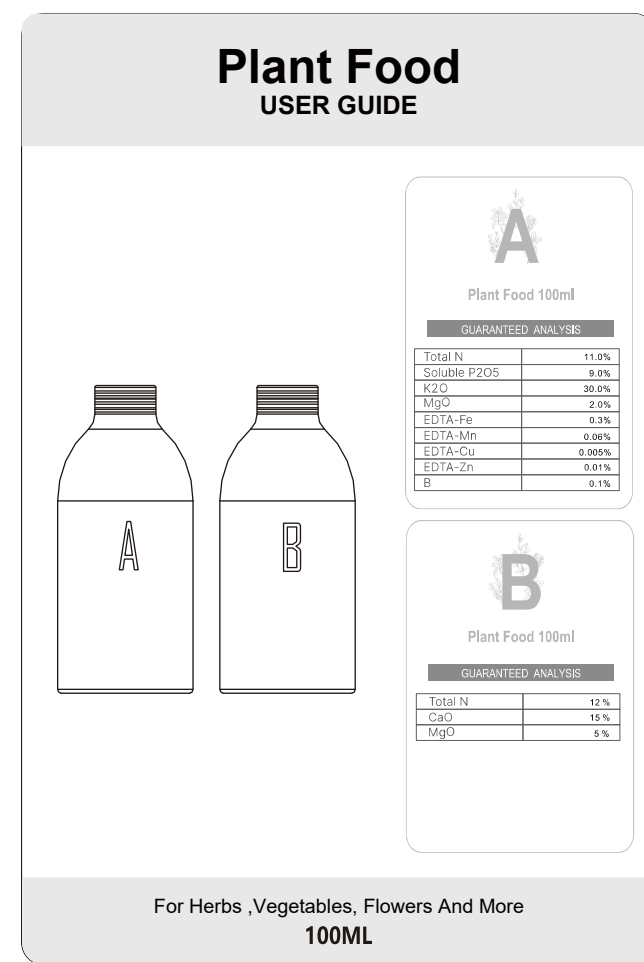 Plant Food
USER GUIDE
A
B
A
Plant Food 100ml
GUARANTEED ANALYSIS
Total N 11.0%
Soluble P2O5 9.0%
K2O 30.0%
MgO 2.0%
EDTA-Fe 0.3%
EDTA-Mn 0.06%
EDTA-Cu 0.005%
EDTA-Zn 0.01%
B 0.1%
B
Plant Food 100ml
GUARANTEED ANALYSIS
Total N 12 %
CaO 15 %
MgO 5 %
For Herbs ,Vegetables, Flowers And More
100ML